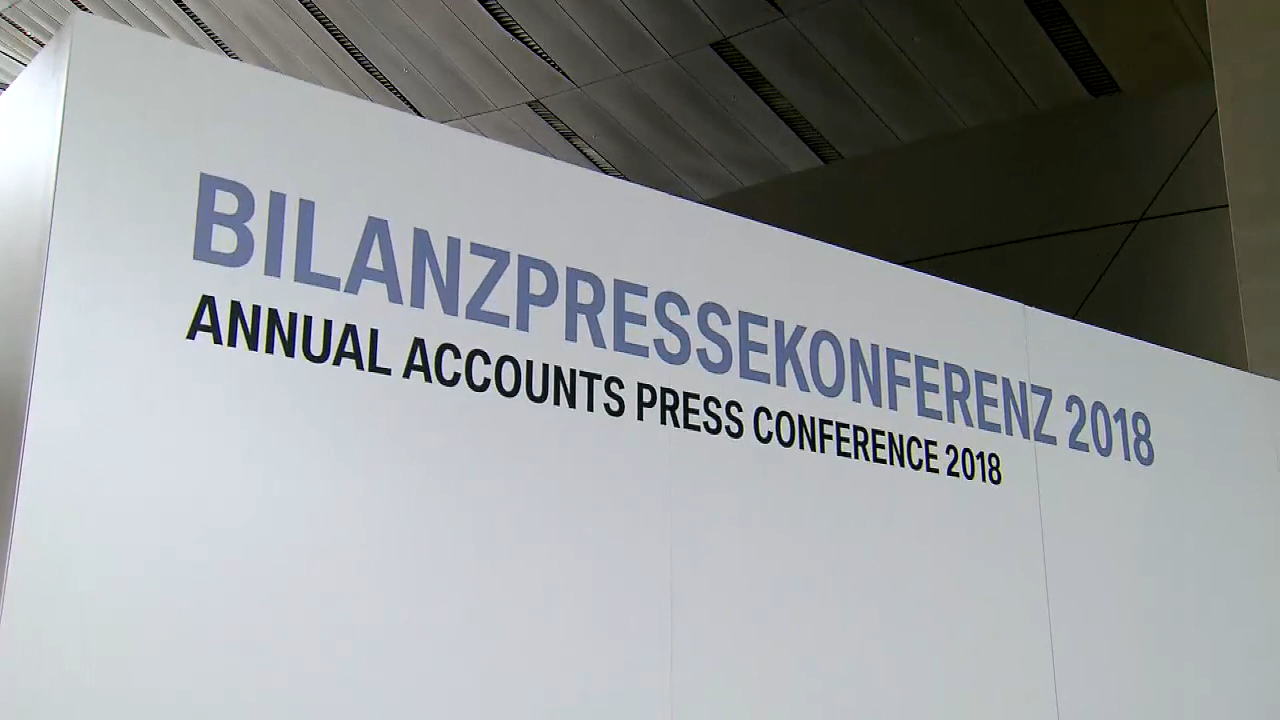 BILANZPRESSEKONFERENZ 2018
ANNUAL ACCOUNTS PRESS CONFERENCE 2018